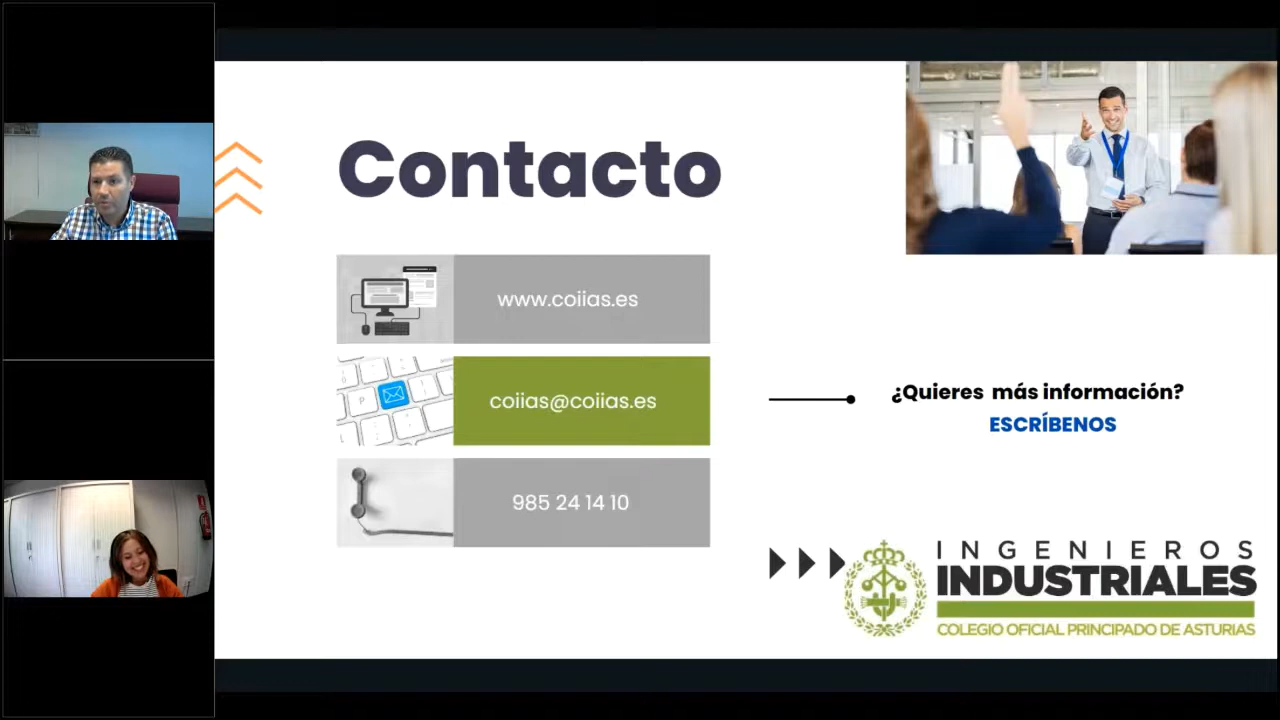 Contacto
www.coiias.es
coiias@coiias.es
985 24 14 10
¿Quieres más información?
ESCRÍBENOS
INGENIEROS
INDUSTRIALES
COLEGIO OFICIAL PRINCIPADO DE ASTURIAS